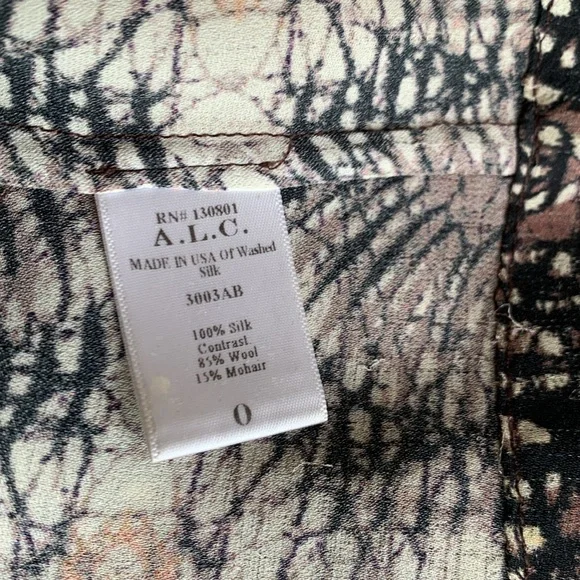 RN# 130801
A.L.C.
MADE IN USA Of Washed
Silk
3003AB
100% Silk
Contrast
85% Wool
15% Mohair
0